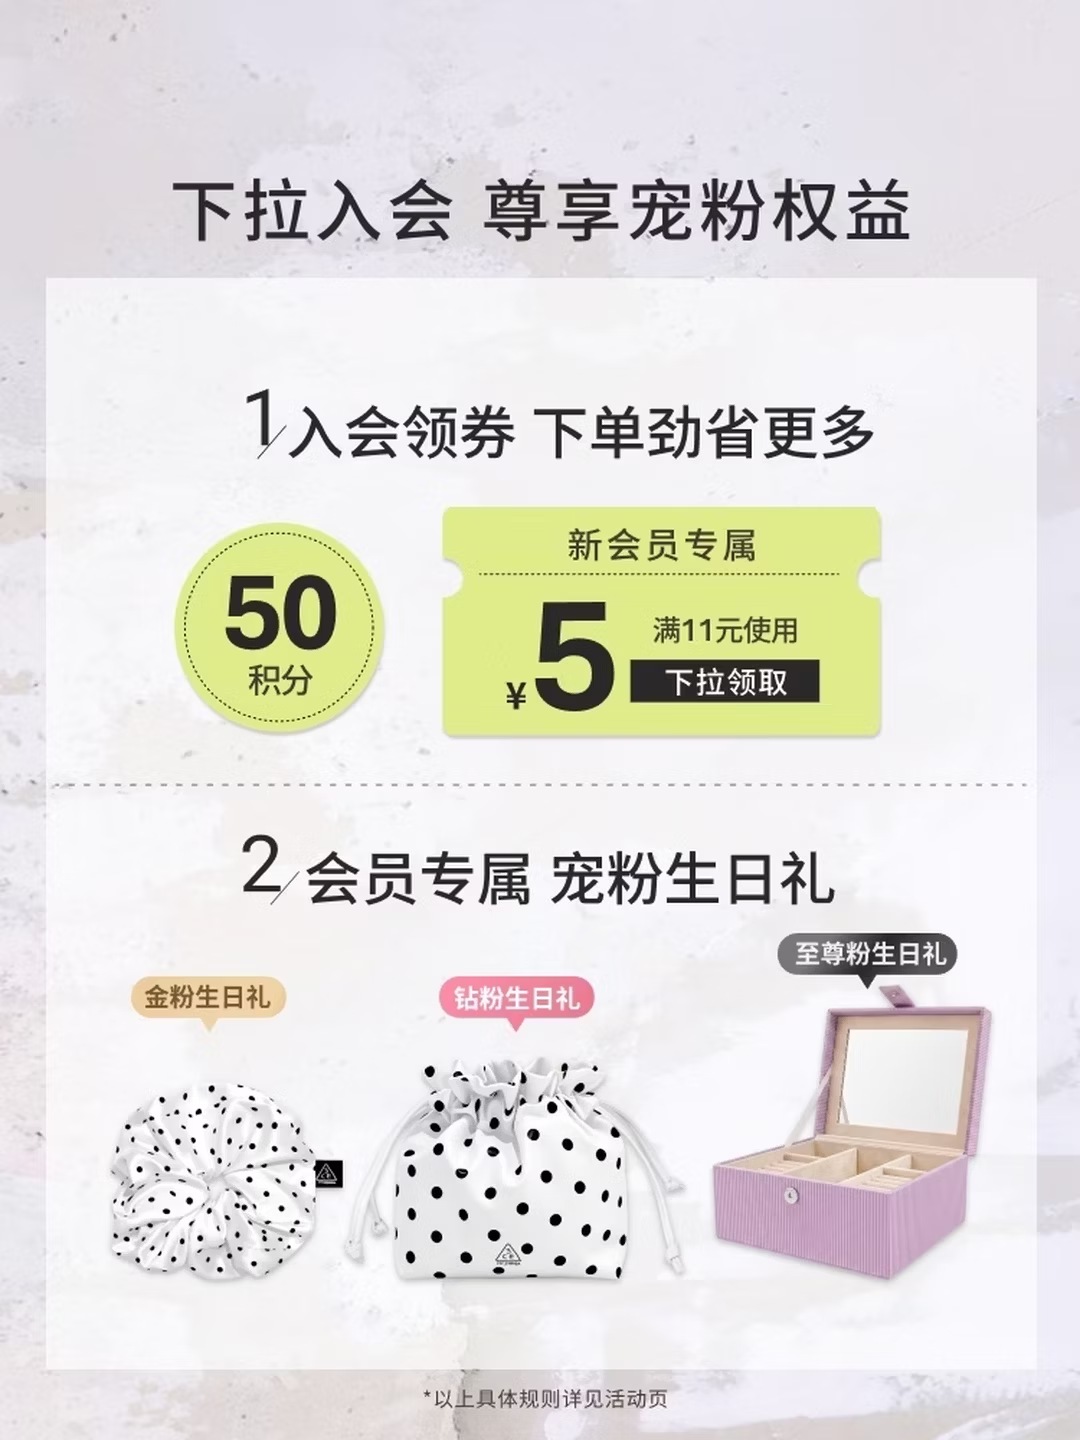 下拉入会 尊享宠粉权益
1/入会领券 下单劲省更多
50
积分
新会员专属
¥5
满11元使用
下拉领取
2/会员专属 宠粉生日礼
金粉生日礼
钻粉生日礼
至尊粉生日礼
*以上具体规则详见活动页